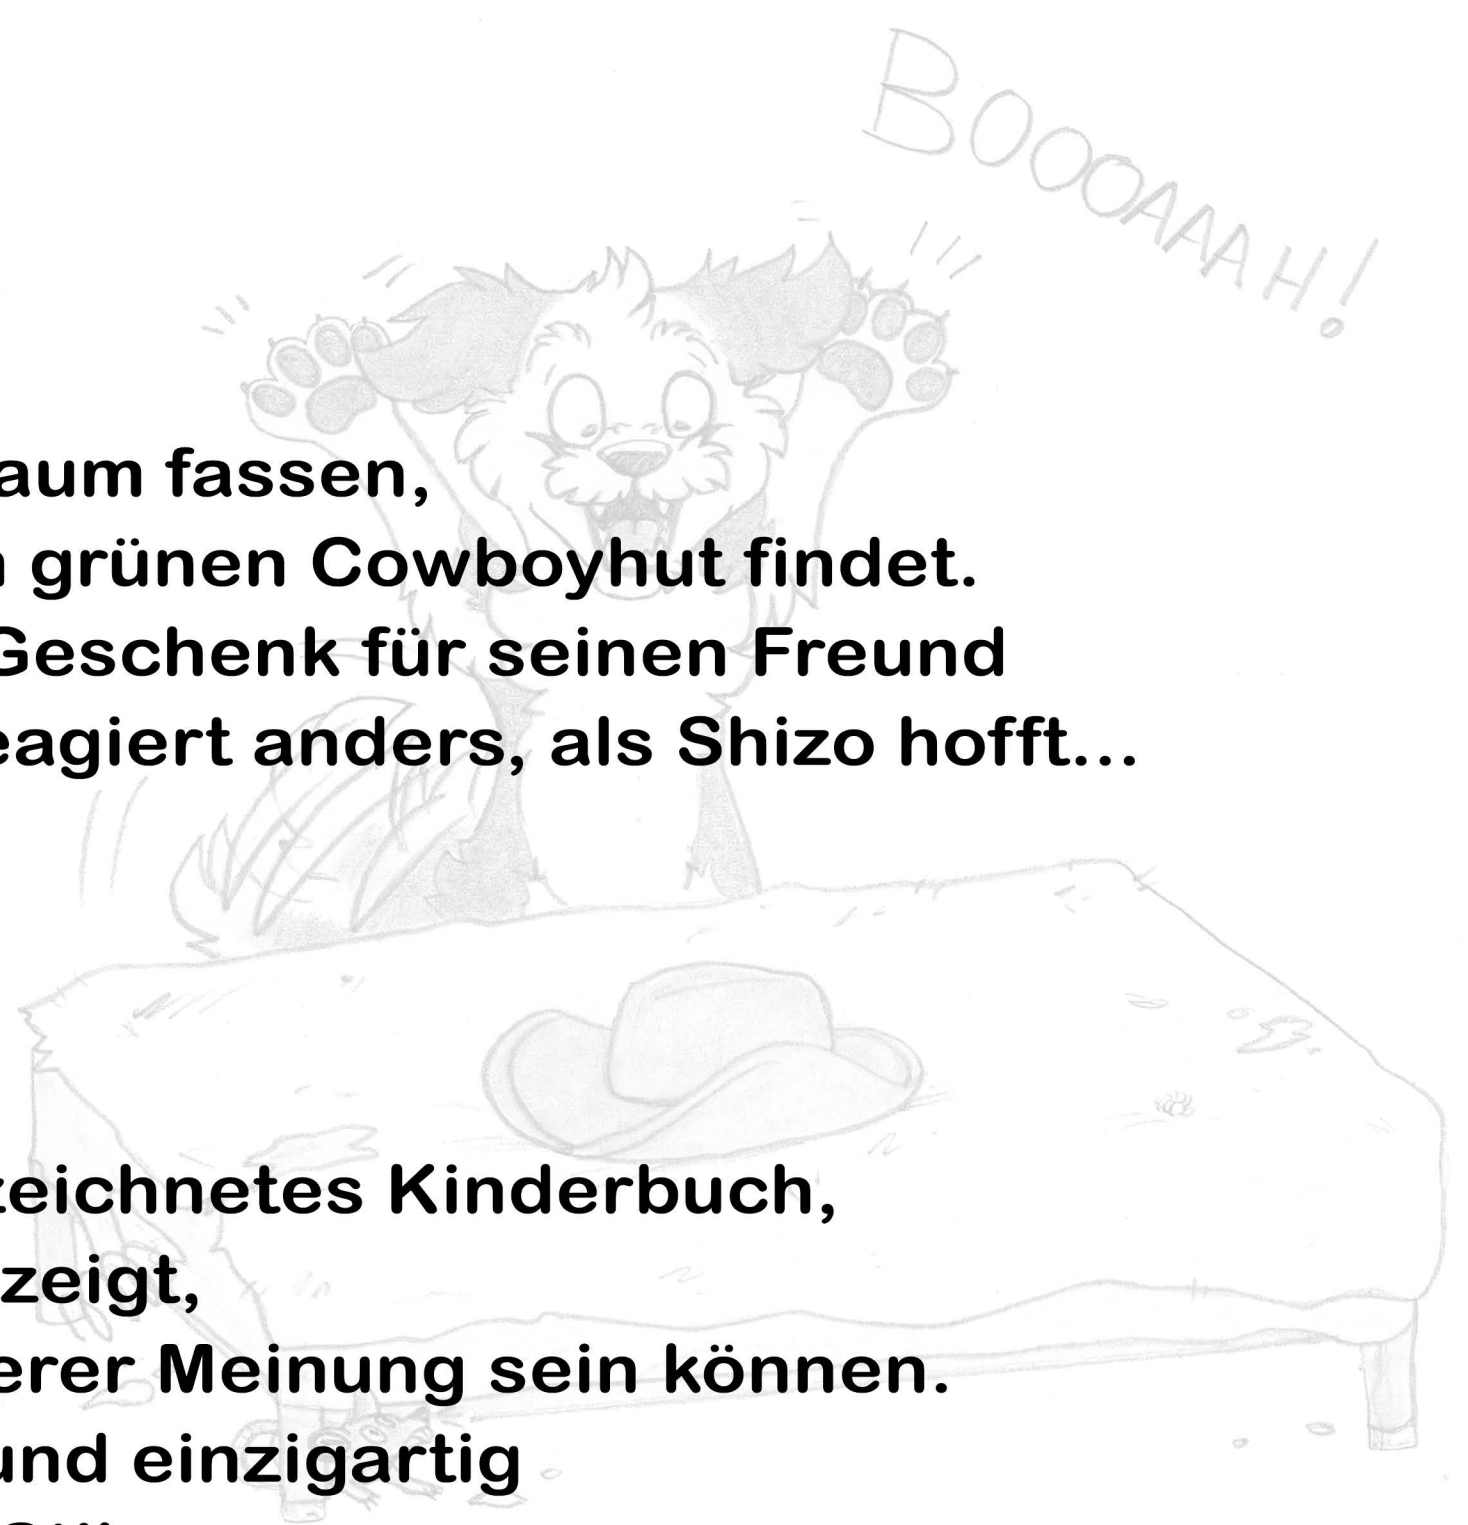 BOOOAAAH!
aum fassen,
grünen Cowboyhut findet.
Geschenk für seinen Freund
eagiert anders, als Shizo hofft...
zeichnetes Kinderbuch,
zeigt,
erer Meinung sein können.
und einzigartig